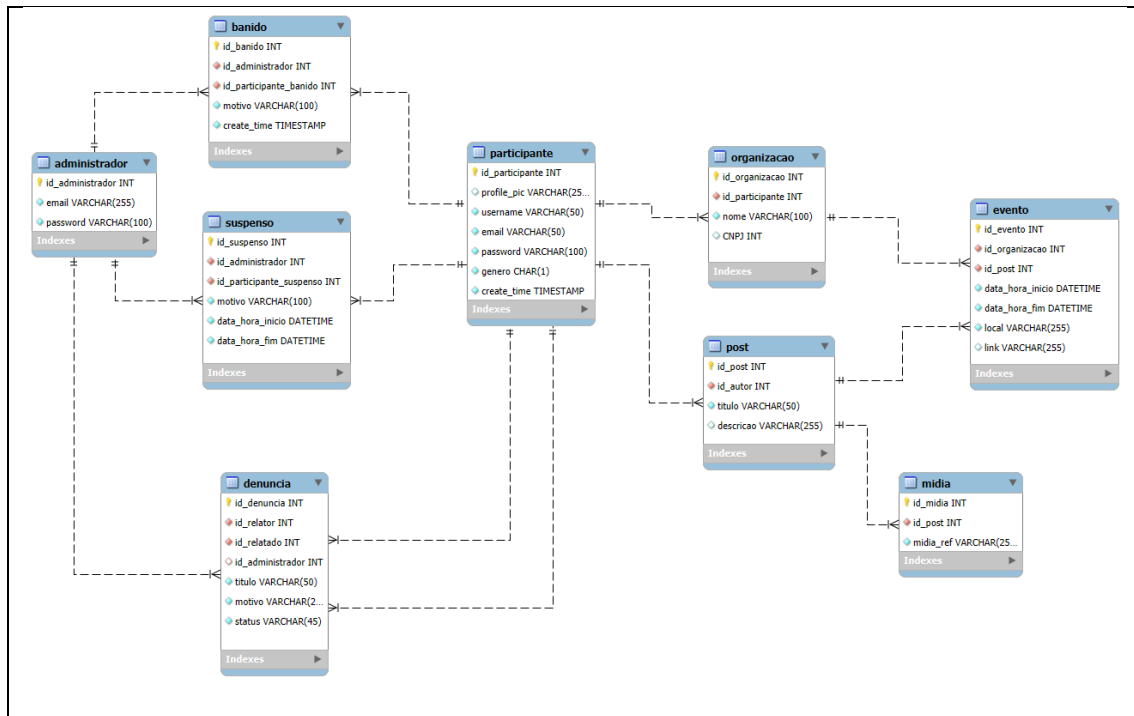 banido
id_banido INT
id_administrador INT
id_participante_banido INT
motivo VARCHAR(100)
create_time TIMESTAMP
Indexes
administrador
id_administrador INT
email VARCHAR(255)
password VARCHAR(100)
Indexes
suspenso
id_suspenso INT
id_administrador INT
id_participante_suspenso INT
motivo VARCHAR(100)
data_hora_inicio DATETIME
data_hora_fim DATETIME
Indexes
participante
id_participante INT
profile_pic VARCHAR(25...
username VARCHAR(50)
email VARCHAR(50)
password VARCHAR(100)
genero CHAR(1)
create_time TIMESTAMP
Indexes
organizacao
id_organizacao INT
id_participante INT
nome VARCHAR(100)
CNPJ INT
Indexes
evento
id_evento INT
id_organizacao INT
id_post INT
data_hora_inicio DATETIME
data_hora_fim DATETIME
local VARCHAR(255)
link VARCHAR(255)
Indexes
post
id_post INT
id_autor INT
titulo VARCHAR(50)
descricao VARCHAR(255)
Indexes
denuncia
id_denuncia INT
id_relator INT
id_relatado INT
id_administrador INT
titulo VARCHAR(50)
motivo VARCHAR(2...
status VARCHAR(45)
Indexes
midia
id_midia INT
id_post INT
midia_ref VARCHAR(25...
Indexes